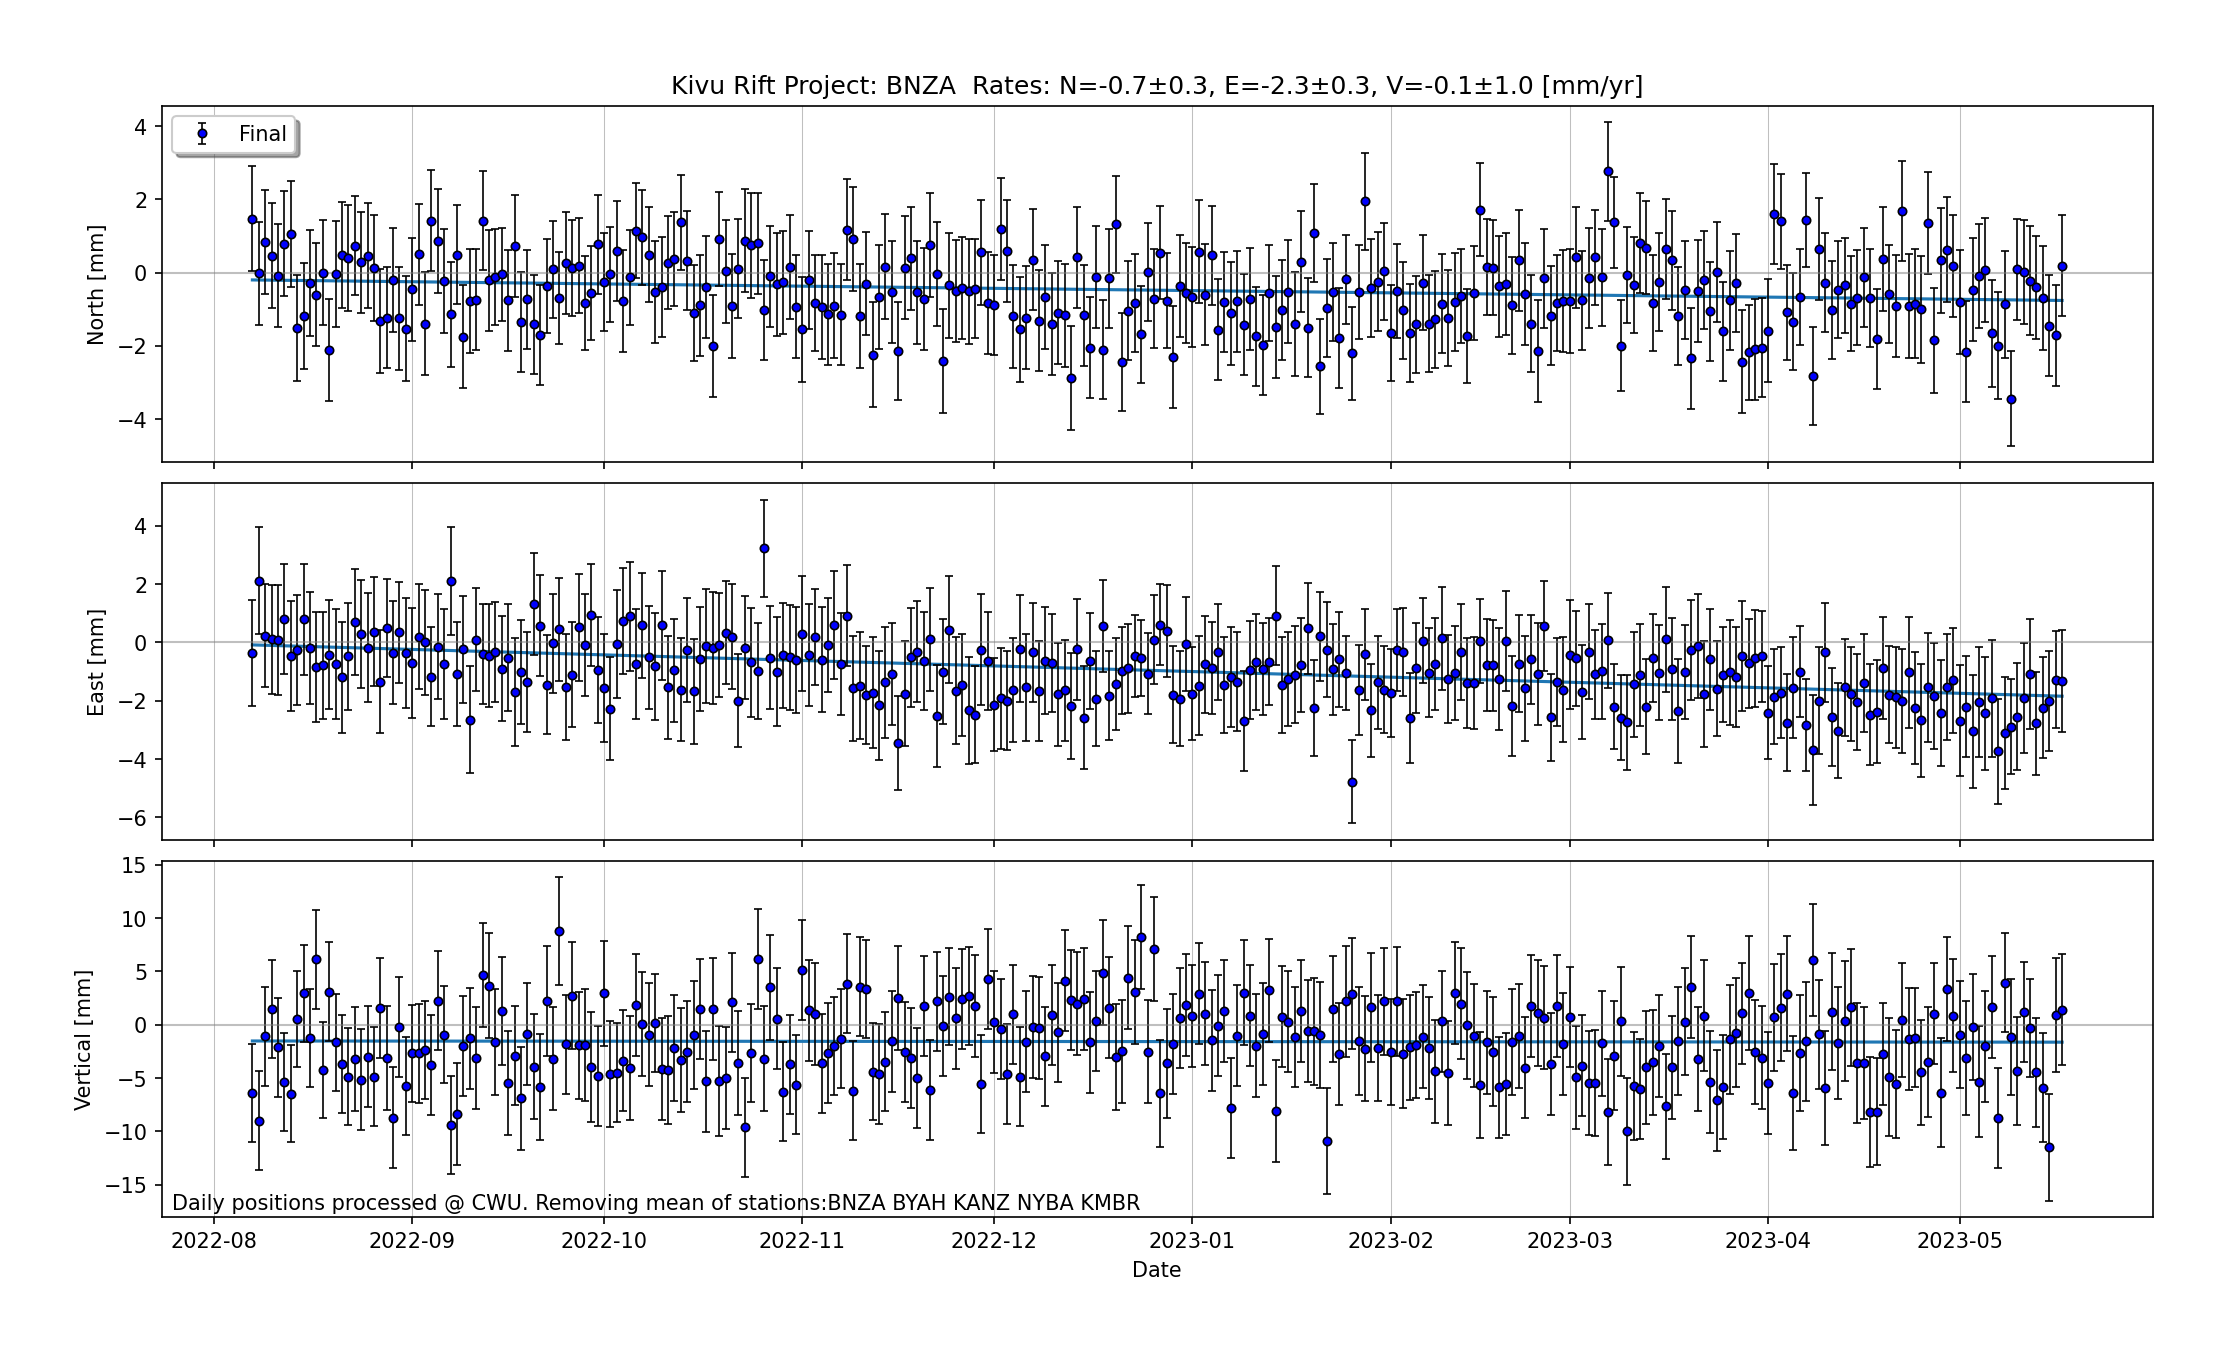 Kivu Rift Project: BNZA  Rates: N=-0.7±0.3, E=-2.3±0.3, V=-0.1±1.0 [mm/yr]
Final
North [mm]
4
2
0
−2
−4
East [mm]
4
2
0
−2
−4
−6
Vertical [mm]
15
10
5
0
−5
−10
−15
Daily positions processed @ CWU. Removing mean of stations:BNZA BYAH KANZ NYBA KMBR
2022-08 2022-09 2022-10 2022-11 2022-12 2023-01 2023-02 2023-03 2023-04 2023-05
Date